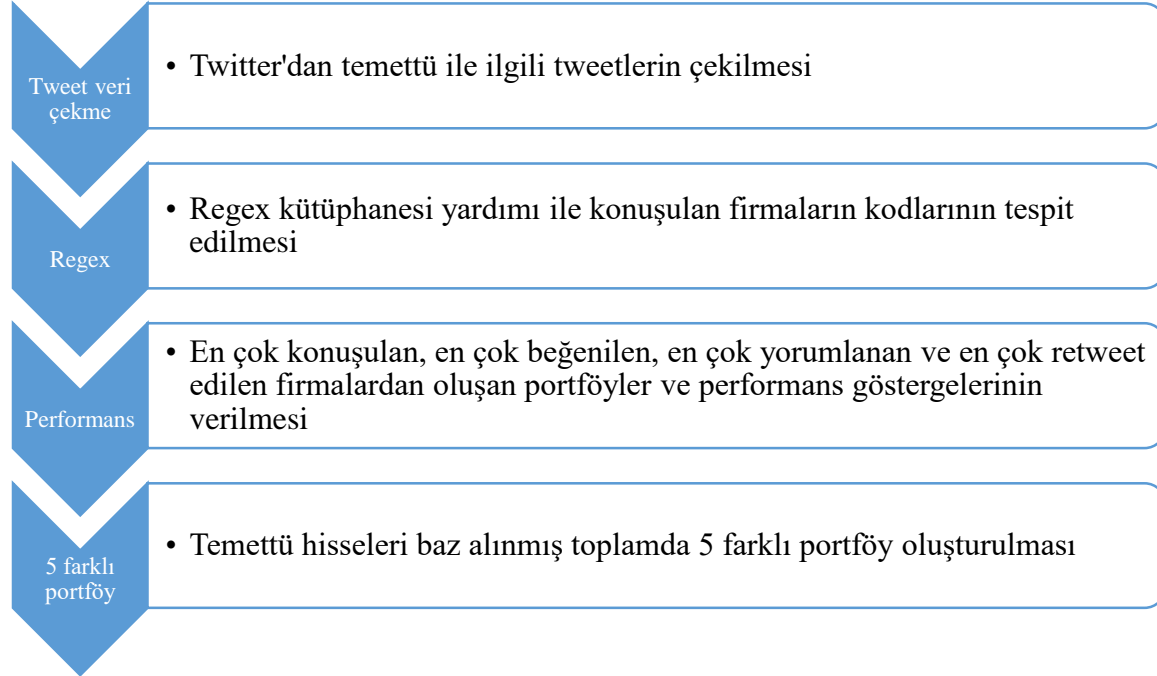 Tweet veri
çekme
• Twitter'dan temettü ile ilgili tweetlerin çekilmesi
Regex
• Regex kütüphanesi yardımı ile konuşulan firmaların kodlarının tespit
edilmesi
Performans
• En çok konuşulan, en çok beğenilen, en çok yorumlanan ve en çok retweet
edilen firmalardan oluşan portföyler ve performans göstergelerinin
verilmesi
5 farklı
portföy
• Temettü hisseleri baz alınmış toplamda 5 farklı portföy oluşturulması